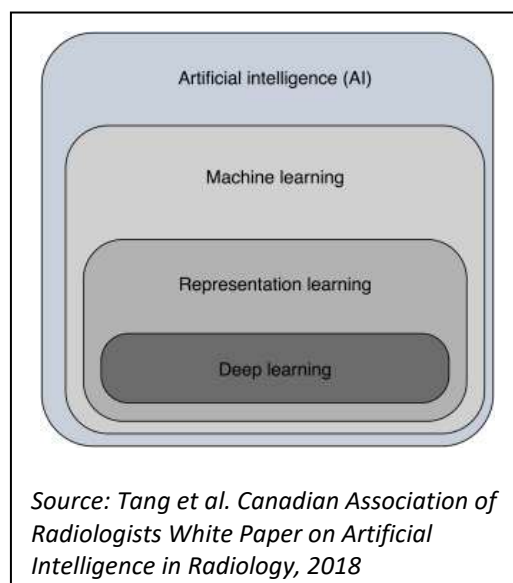 Artificial intelligence (AI)
Machine learning
Representation learning
Deep learning
Source: Tang et al. Canadian Association of
Radiologists White Paper on Artificial
Intelligence in Radiology, 2018